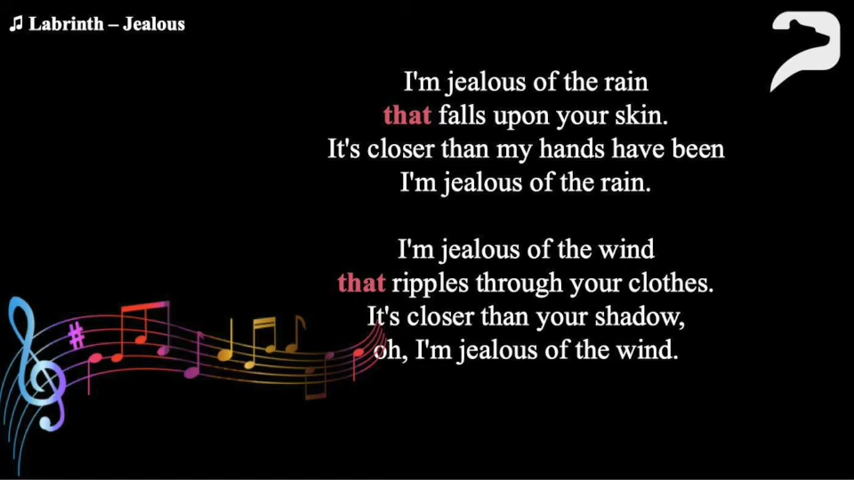 ♫ Labrinth – Jealous
I'm jealous of the rain
that falls upon your skin.
It's closer than my hands have been
I'm jealous of the rain.
I'm jealous of the wind
that ripples through your clothes.
It's closer than your shadow,
oh, I'm jealous of the wind.